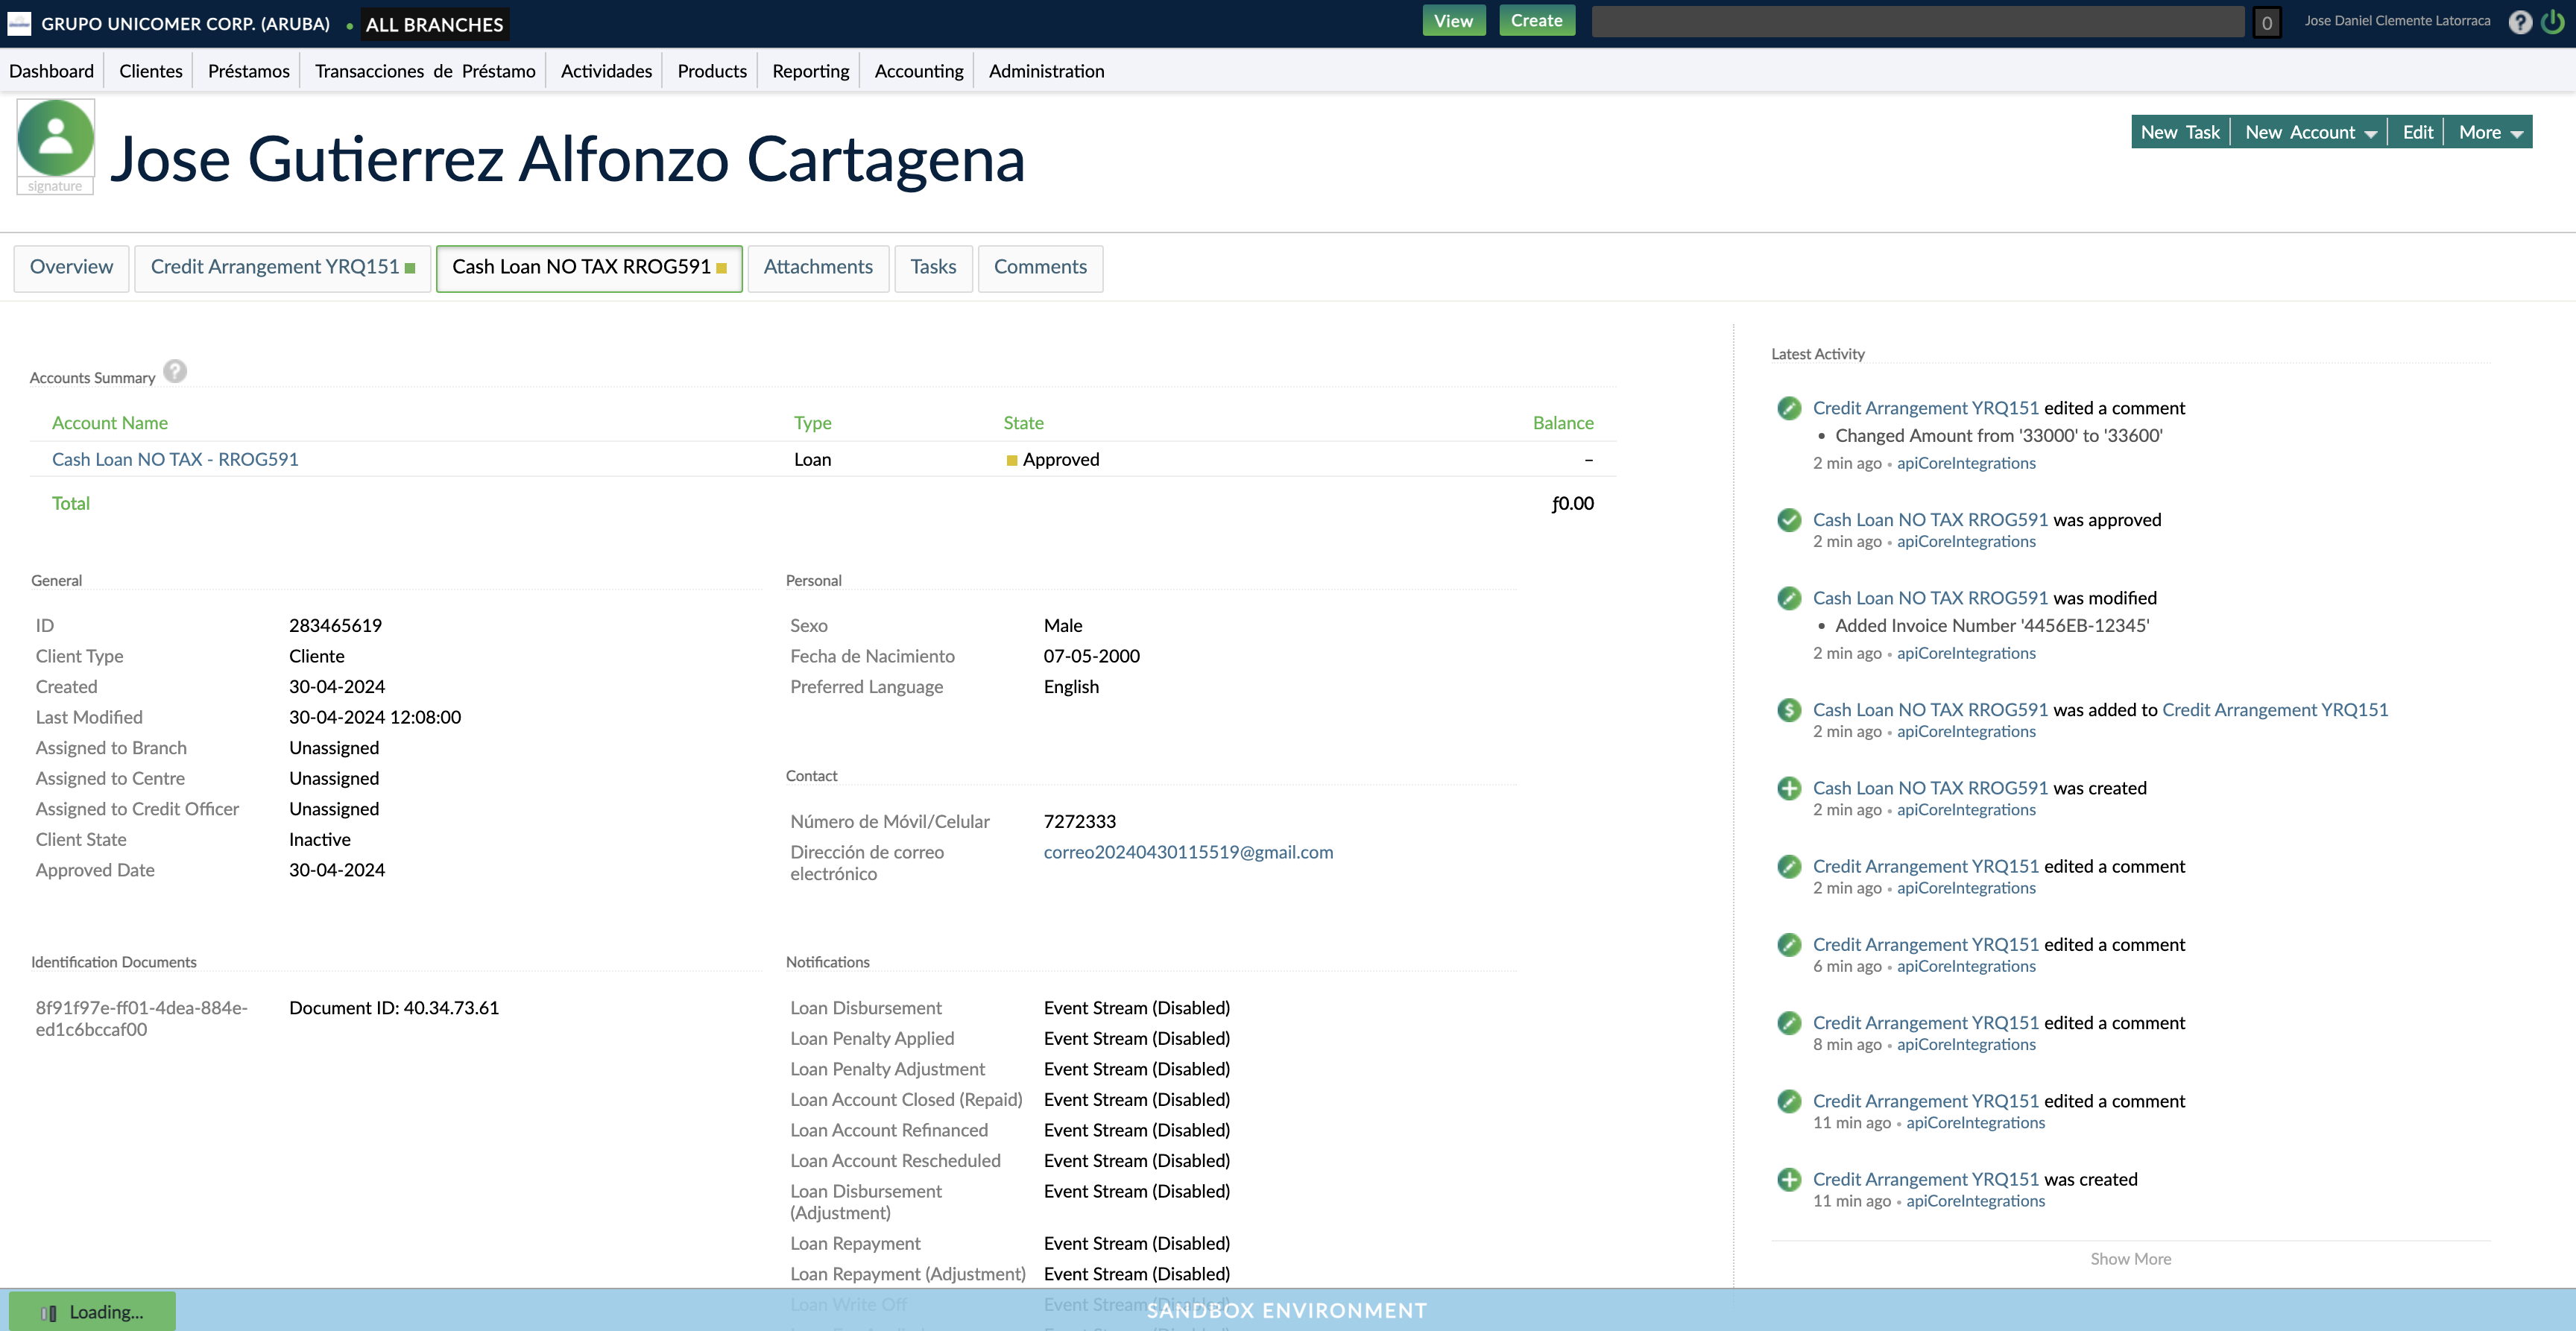 GRUPO UNICOMER CORP. (ARUBA) • ALL BRANCHES View Create 0 Jose Daniel Clemente Latorraca ?
Dashboard Clientes Préstamos Transacciones de Préstamo Actividades Products Reporting Accounting Administration
signature
Jose Gutierrez Alfonzo Cartagena
New Task New Account Edit More
Overview Credit Arrangement YRQ151 Cash Loan NO TAX RROG591 Attachments Tasks Comments
Accounts Summary ?
Account Name Type State Balance
Cash Loan NO TAX - RROG591 Loan Approved –
Total ƒ0.00
General
ID 283465619
Client Type Cliente
Created 30-04-2024
Last Modified 30-04-2024 12:08:00
Assigned to Branch Unassigned
Assigned to Centre Unassigned
Assigned to Credit Officer Unassigned
Client State Inactive
Approved Date 30-04-2024
Identification Documents
8f91f97e-ff01-4dea-884e-
ed1c6bccaf00
Document ID: 40.34.73.61
Personal
Sexo Male
Fecha de Nacimiento 07-05-2000
Preferred Language English
Contact
Número de Móvil/Celular 7272333
Dirección de correo
electrónico
correo20240430115519@gmail.com
Notifications
Loan Disbursement Event Stream (Disabled)
Loan Penalty Applied Event Stream (Disabled)
Loan Penalty Adjustment Event Stream (Disabled)
Loan Account Closed (Repaid) Event Stream (Disabled)
Loan Account Refinanced Event Stream (Disabled)
Loan Account Rescheduled Event Stream (Disabled)
Loan Disbursement
(Adjustment)
Event Stream (Disabled)
Loan Repayment Event Stream (Disabled)
Loan Repayment (Adjustment) Event Stream (Disabled)
Loan Write Off Event Stream
Latest Activity
Credit Arrangement YRQ151 edited a comment
• Changed Amount from '33000' to '33600'
2 min ago • apiCoreIntegrations
Cash Loan NO TAX RROG591 was approved
2 min ago • apiCoreIntegrations
Cash Loan NO TAX RROG591 was modified
• Added Invoice Number '4456EB-12345'
2 min ago • apiCoreIntegrations
Cash Loan NO TAX RROG591 was added to Credit Arrangement YRQ151
2 min ago • apiCoreIntegrations
Cash Loan NO TAX RROG591 was created
2 min ago • apiCoreIntegrations
Credit Arrangement YRQ151 edited a comment
2 min ago • apiCoreIntegrations
Credit Arrangement YRQ151 edited a comment
6 min ago • apiCoreIntegrations
Credit Arrangement YRQ151 edited a comment
8 min ago • apiCoreIntegrations
Credit Arrangement YRQ151 edited a comment
11 min ago • apiCoreIntegrations
Credit Arrangement YRQ151 was created
11 min ago • apiCoreIntegrations
Show More
Loading...
SANDBOX ENVIRONMENT